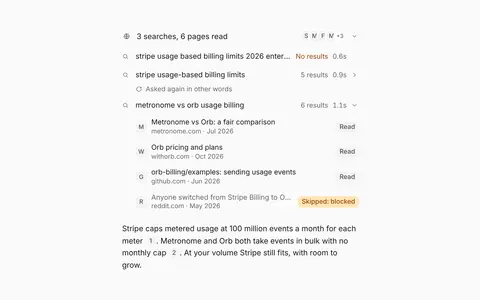 3 searches, 6 pages read S M F M +3
stripe usage based billing limits 2026 enter... No results 0.6s
stripe usage-based billing limits 5 results 0.9s
Asked again in other words
metronome vs orb usage billing 6 results 1.1s
M Metronome vs Orb: a fair comparison Read
metronome.com · Jul 2026
W Orb pricing and plans Read
withorb.com · Oct 2026
G orb-billing/examples: sending usage events Read
github.com · Jun 2026
R Anyone switched from Stripe Billing to O... Skipped: blocked
reddit.com · May 2026
Stripe caps metered usage at 100 million events a month for each
meter 1 . Metronome and Orb both take events in bulk with no
monthly cap 2 . At your volume Stripe still fits, with room to
grow.